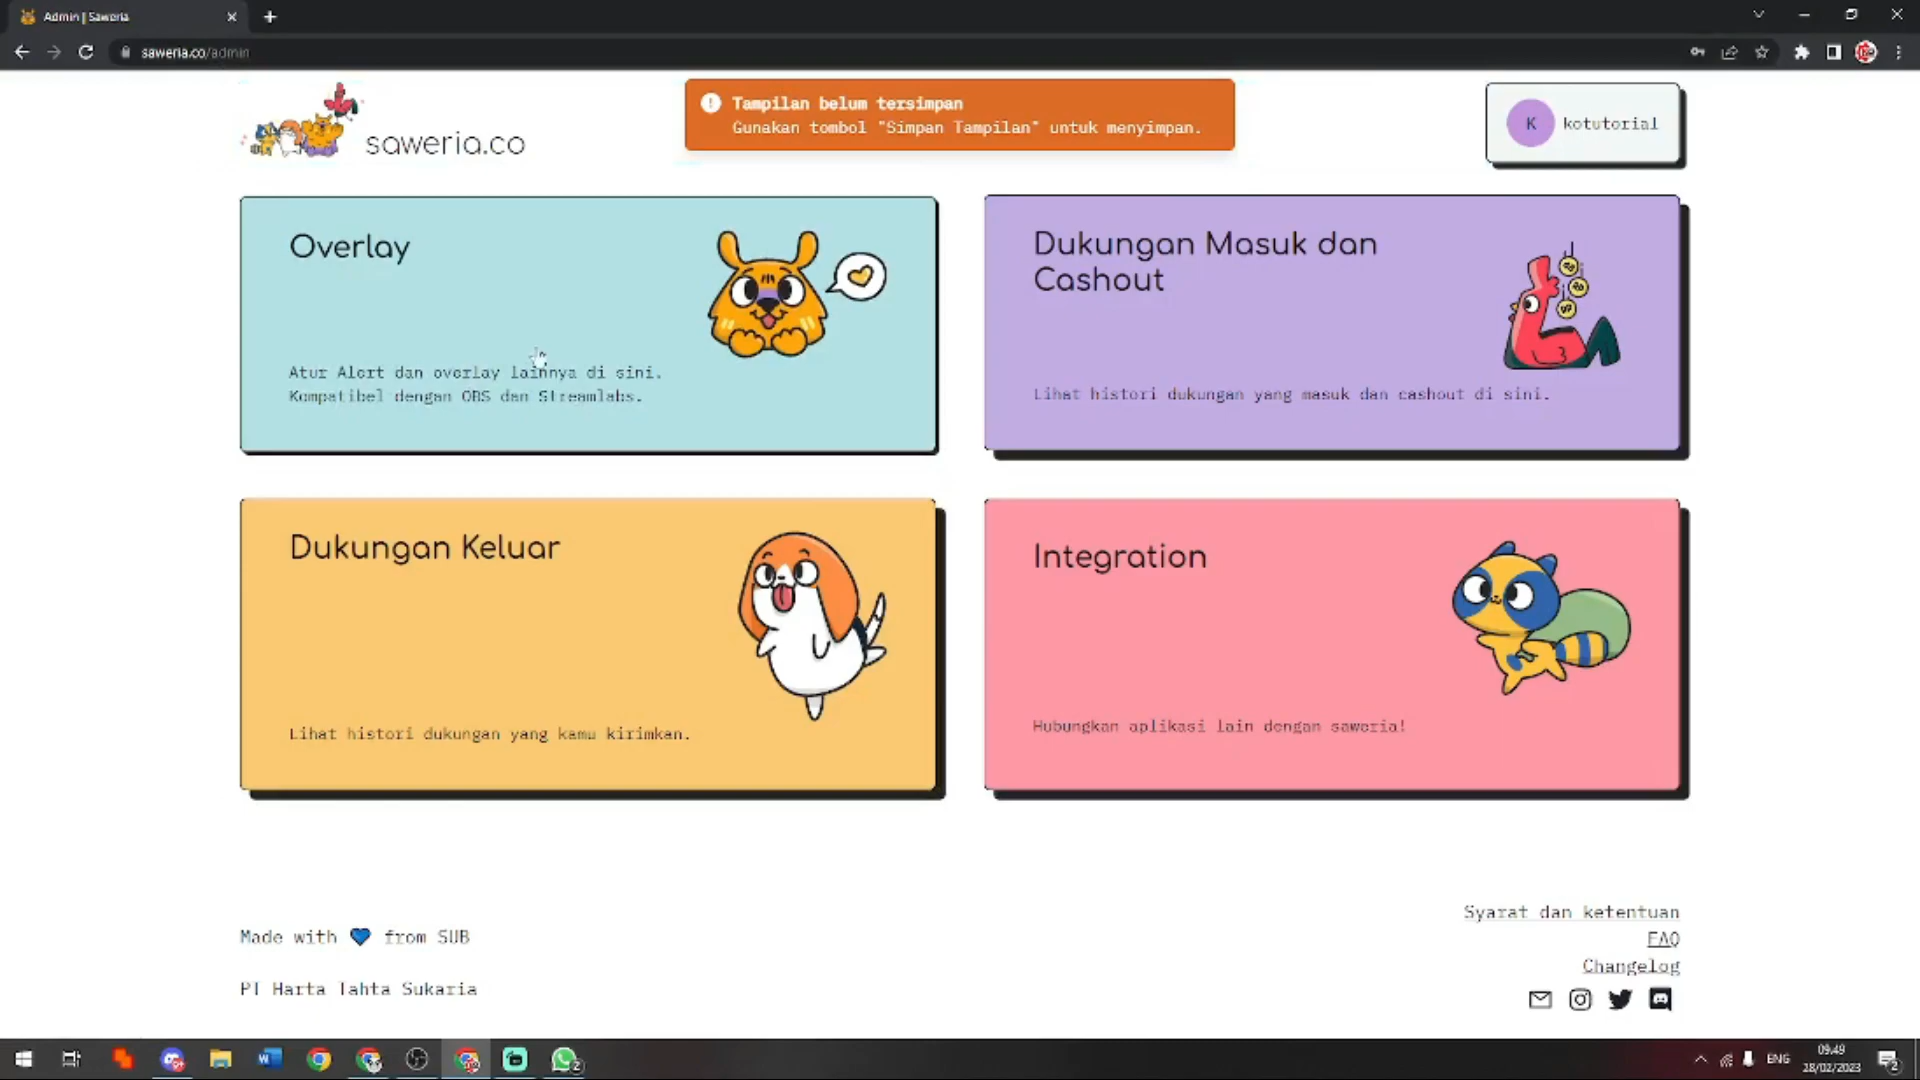 Admin | Saweria
saweria.co/admin
saweria.co
Tampilan belum tersimpan
Gunakan tombol "Simpan Tampilan" untuk menyimpan.
K kotutorial
Overlay
Atur Alert dan overlay lainnya di sini.
Kompatibel dengan OBS dan Streamlabs.
Dukungan Masuk dan
Cashout
Lihat histori dukungan yang masuk dan cashout di sini.
Dukungan Keluar
Lihat histori dukungan yang kamu kirimkan.
Integration
Hubungkan aplikasi lain dengan saweria!
Made with 💙 from SUB
PT Harta Tahta Sukaria
Syarat dan ketentuan
FAQ
Changelog
ENG
09.49
28/02/2023